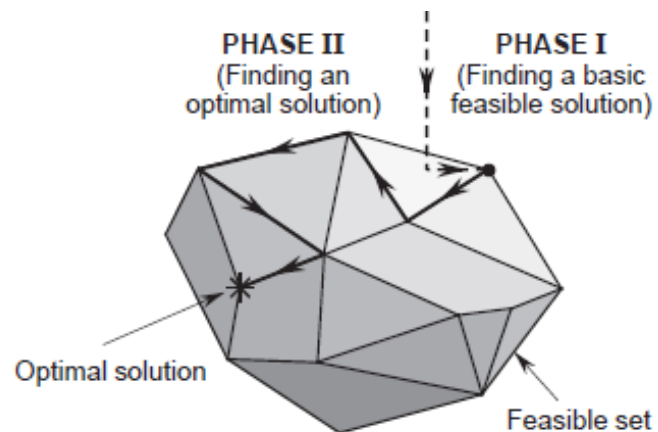 PHASE II
(Finding an
optimal solution)
PHASE I
(Finding a basic
feasible solution)
Optimal solution
Feasible set